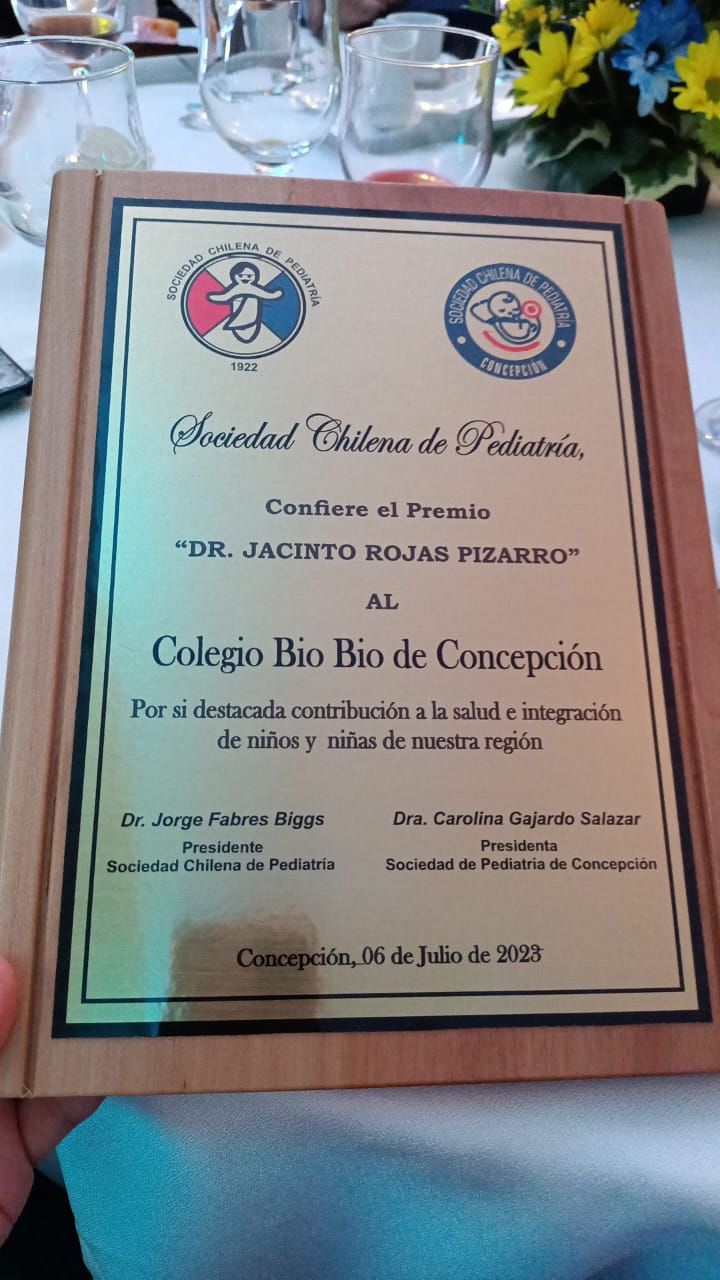 SOCIEDAD CHILENA DE PEDIATRÍA
1922
SOCIEDAD CHILENA DE PEDIATRÍA
CONCEPCIÓN
Sociedad Chilena de Pediatría,
Confiere el Premio
“DR. JACINTO ROJAS PIZARRO”
AL
Colegio Bio Bio de Concepción
Por si destacada contribución a la salud e integración
de niños y niñas de nuestra región
Dr. Jorge Fabres Biggs
Presidente
Sociedad Chilena de Pediatría
Dra. Carolina Gajardo Salazar
Presidenta
Sociedad de Pediatria de Concepción
Concepción, 06 de Julio de 2023